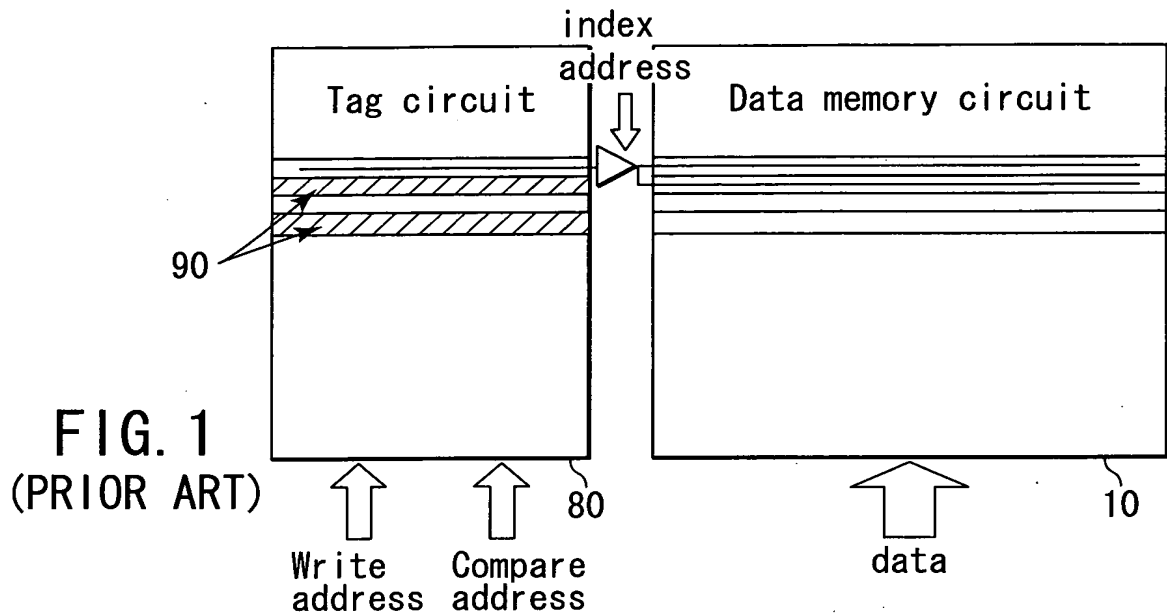 index
address
Tag circuit
Data memory circuit
90
FIG. 1
(PRIOR ART)
80
10
Write
address
Compare
address
data